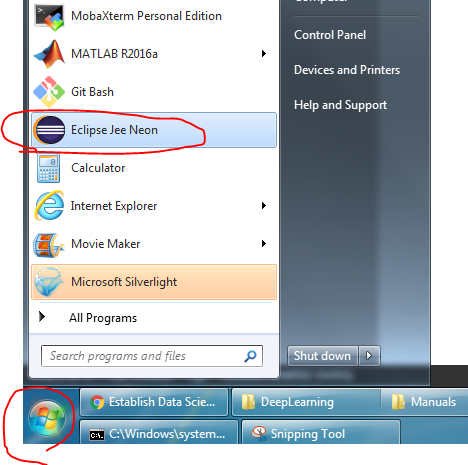 Computer
MobaXterm Personal Edition
Control Panel
MATLAB R2016a
Devices and Printers
Git Bash
Help and Support
Eclipse Jee Neon
Calculator
Internet Explorer
Movie Maker
Microsoft Silverlight
All Programs
Search programs and files
Shut down
Establish Data Scie...
DeepLearning
Manuals
C:\Windows\system...
Snipping Tool